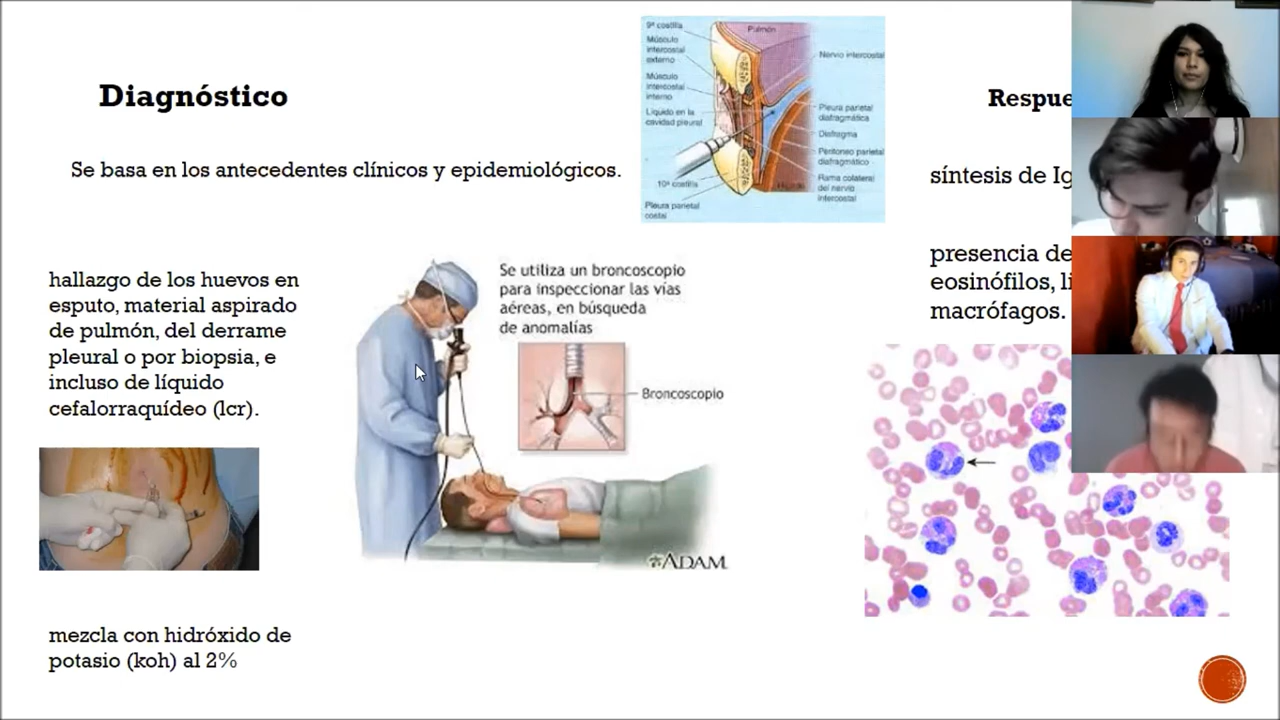 Diagnóstico
Se basa en los antecedentes clínicos y epidemiológicos.
9ª costilla
Músculo
intercostal
externo
Músculo
intercostal
interno
Líquido en la
cavidad pleural
10ª costilla
Pleura parietal
costal
Pulmón
Nervio intercostal
Pleura parietal
diafragmática
Diafragma
Peritoneo parietal
diafragmático
Rama colateral
del nervio
intercostal
hallazgo de los huevos en
esputo, material aspirado
de pulmón, del derrame
pleural o por biopsia, e
incluso de líquido
cefalorraquídeo (lcr).
Se utiliza un broncoscopio
para inspeccionar las vías
aéreas, en búsqueda
de anomalías
Broncoscopio
ADAM
mezcla con hidróxido de
potasio (koh) al 2%
Respue
síntesis de Ig
presencia de
eosinófilos, li
macrófagos.